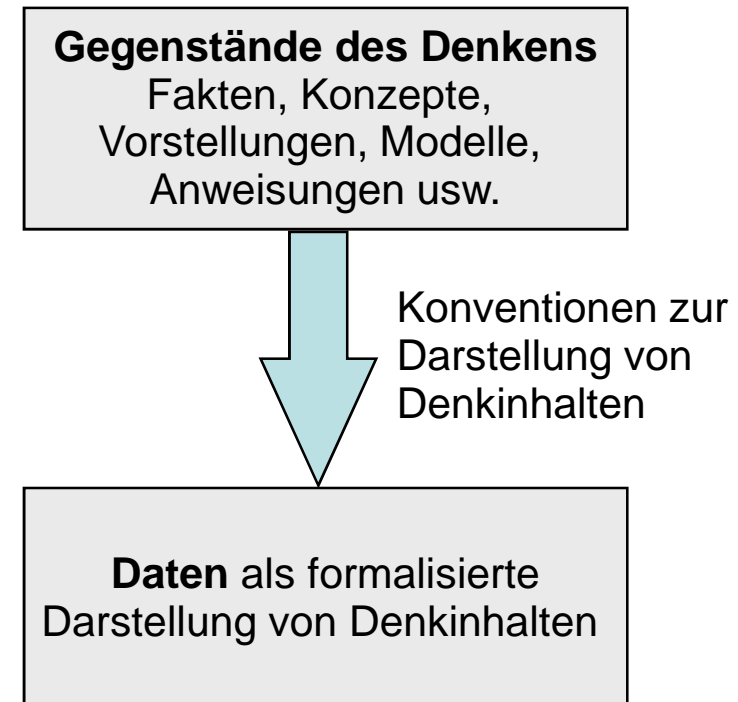 Gegenstände des Denkens
Fakten, Konzepte,
Vorstellungen, Modelle,
Anweisungen usw.
Konventionen zur
Darstellung von
Denkinhalten
Daten als formalisierte
Darstellung von Denkinhalten